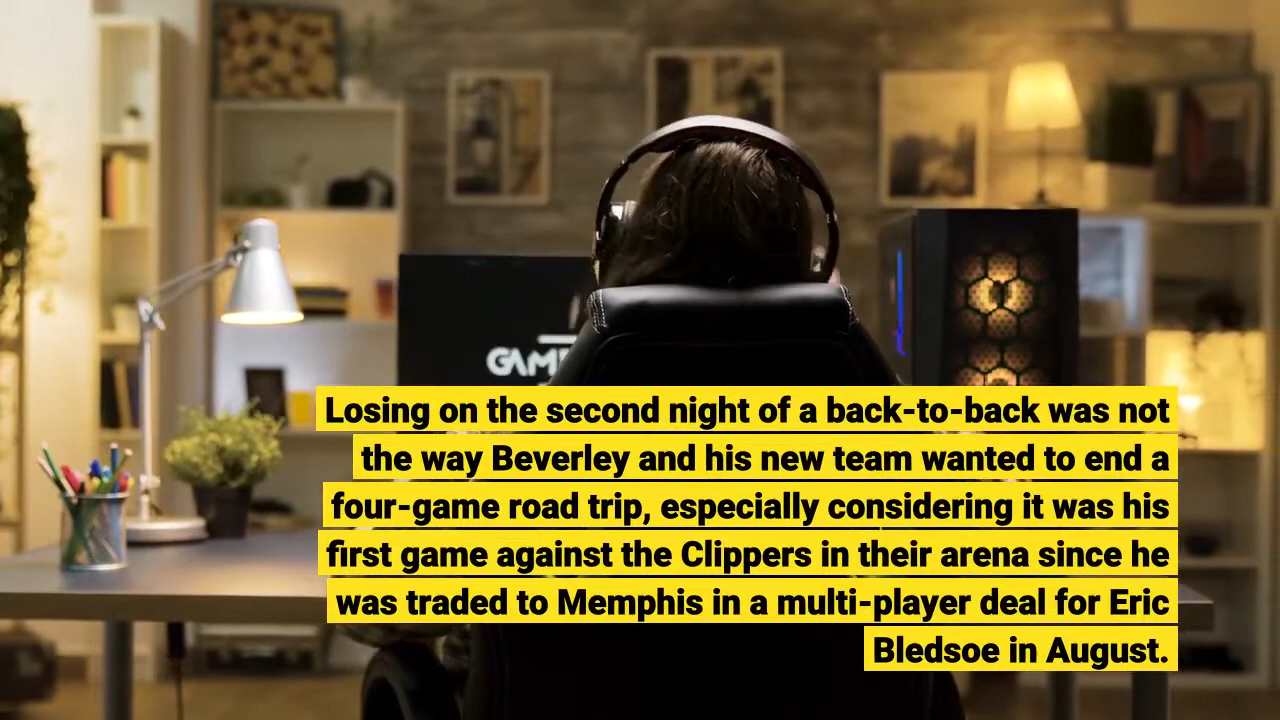 GAME
Losing on the second night of a back-to-back was not
the way Beverley and his new team wanted to end a
four-game road trip, especially considering it was his
first game against the Clippers in their arena since he
was traded to Memphis in a multi-player deal for Eric
Bledsoe in August.